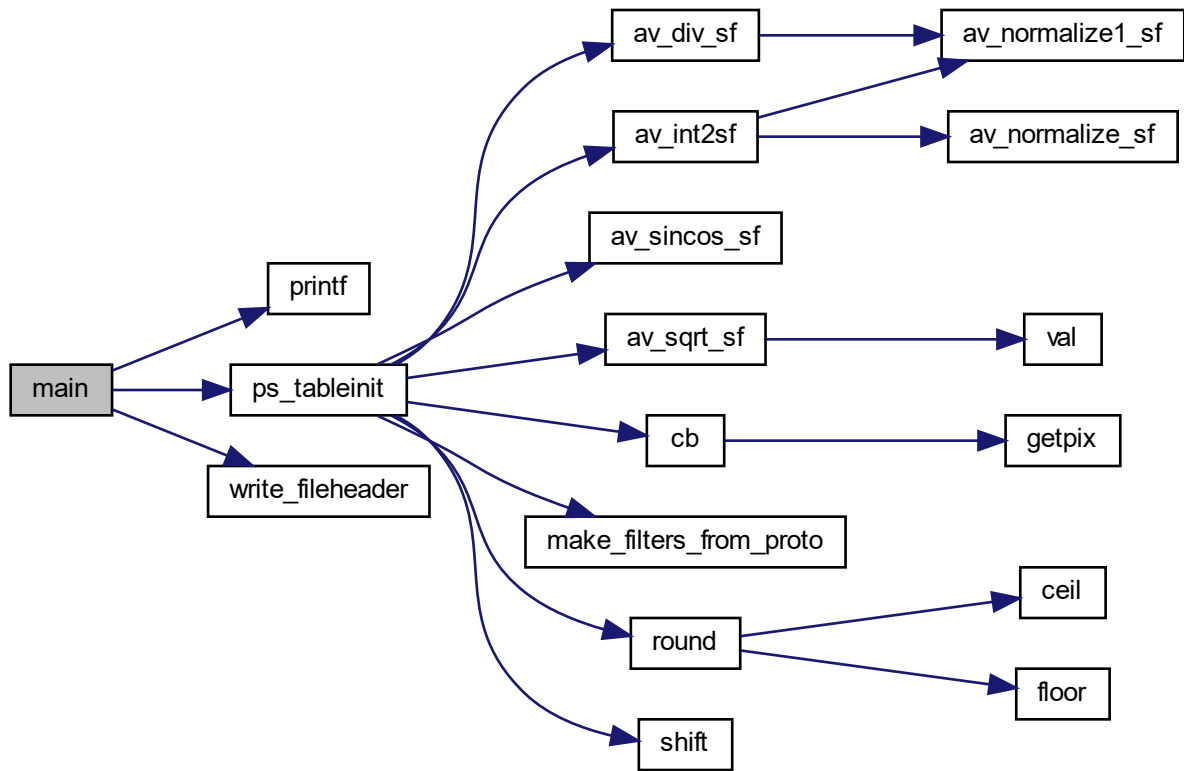 main
printf
ps_tableinit
write_fileheader
av_div_sf
av_int2sf
av_sincos_sf
av_sqrt_sf
cb
make_filters_from_proto
round
shift
av_normalize1_sf
av_normalize_sf
val
getpix
ceil
floor